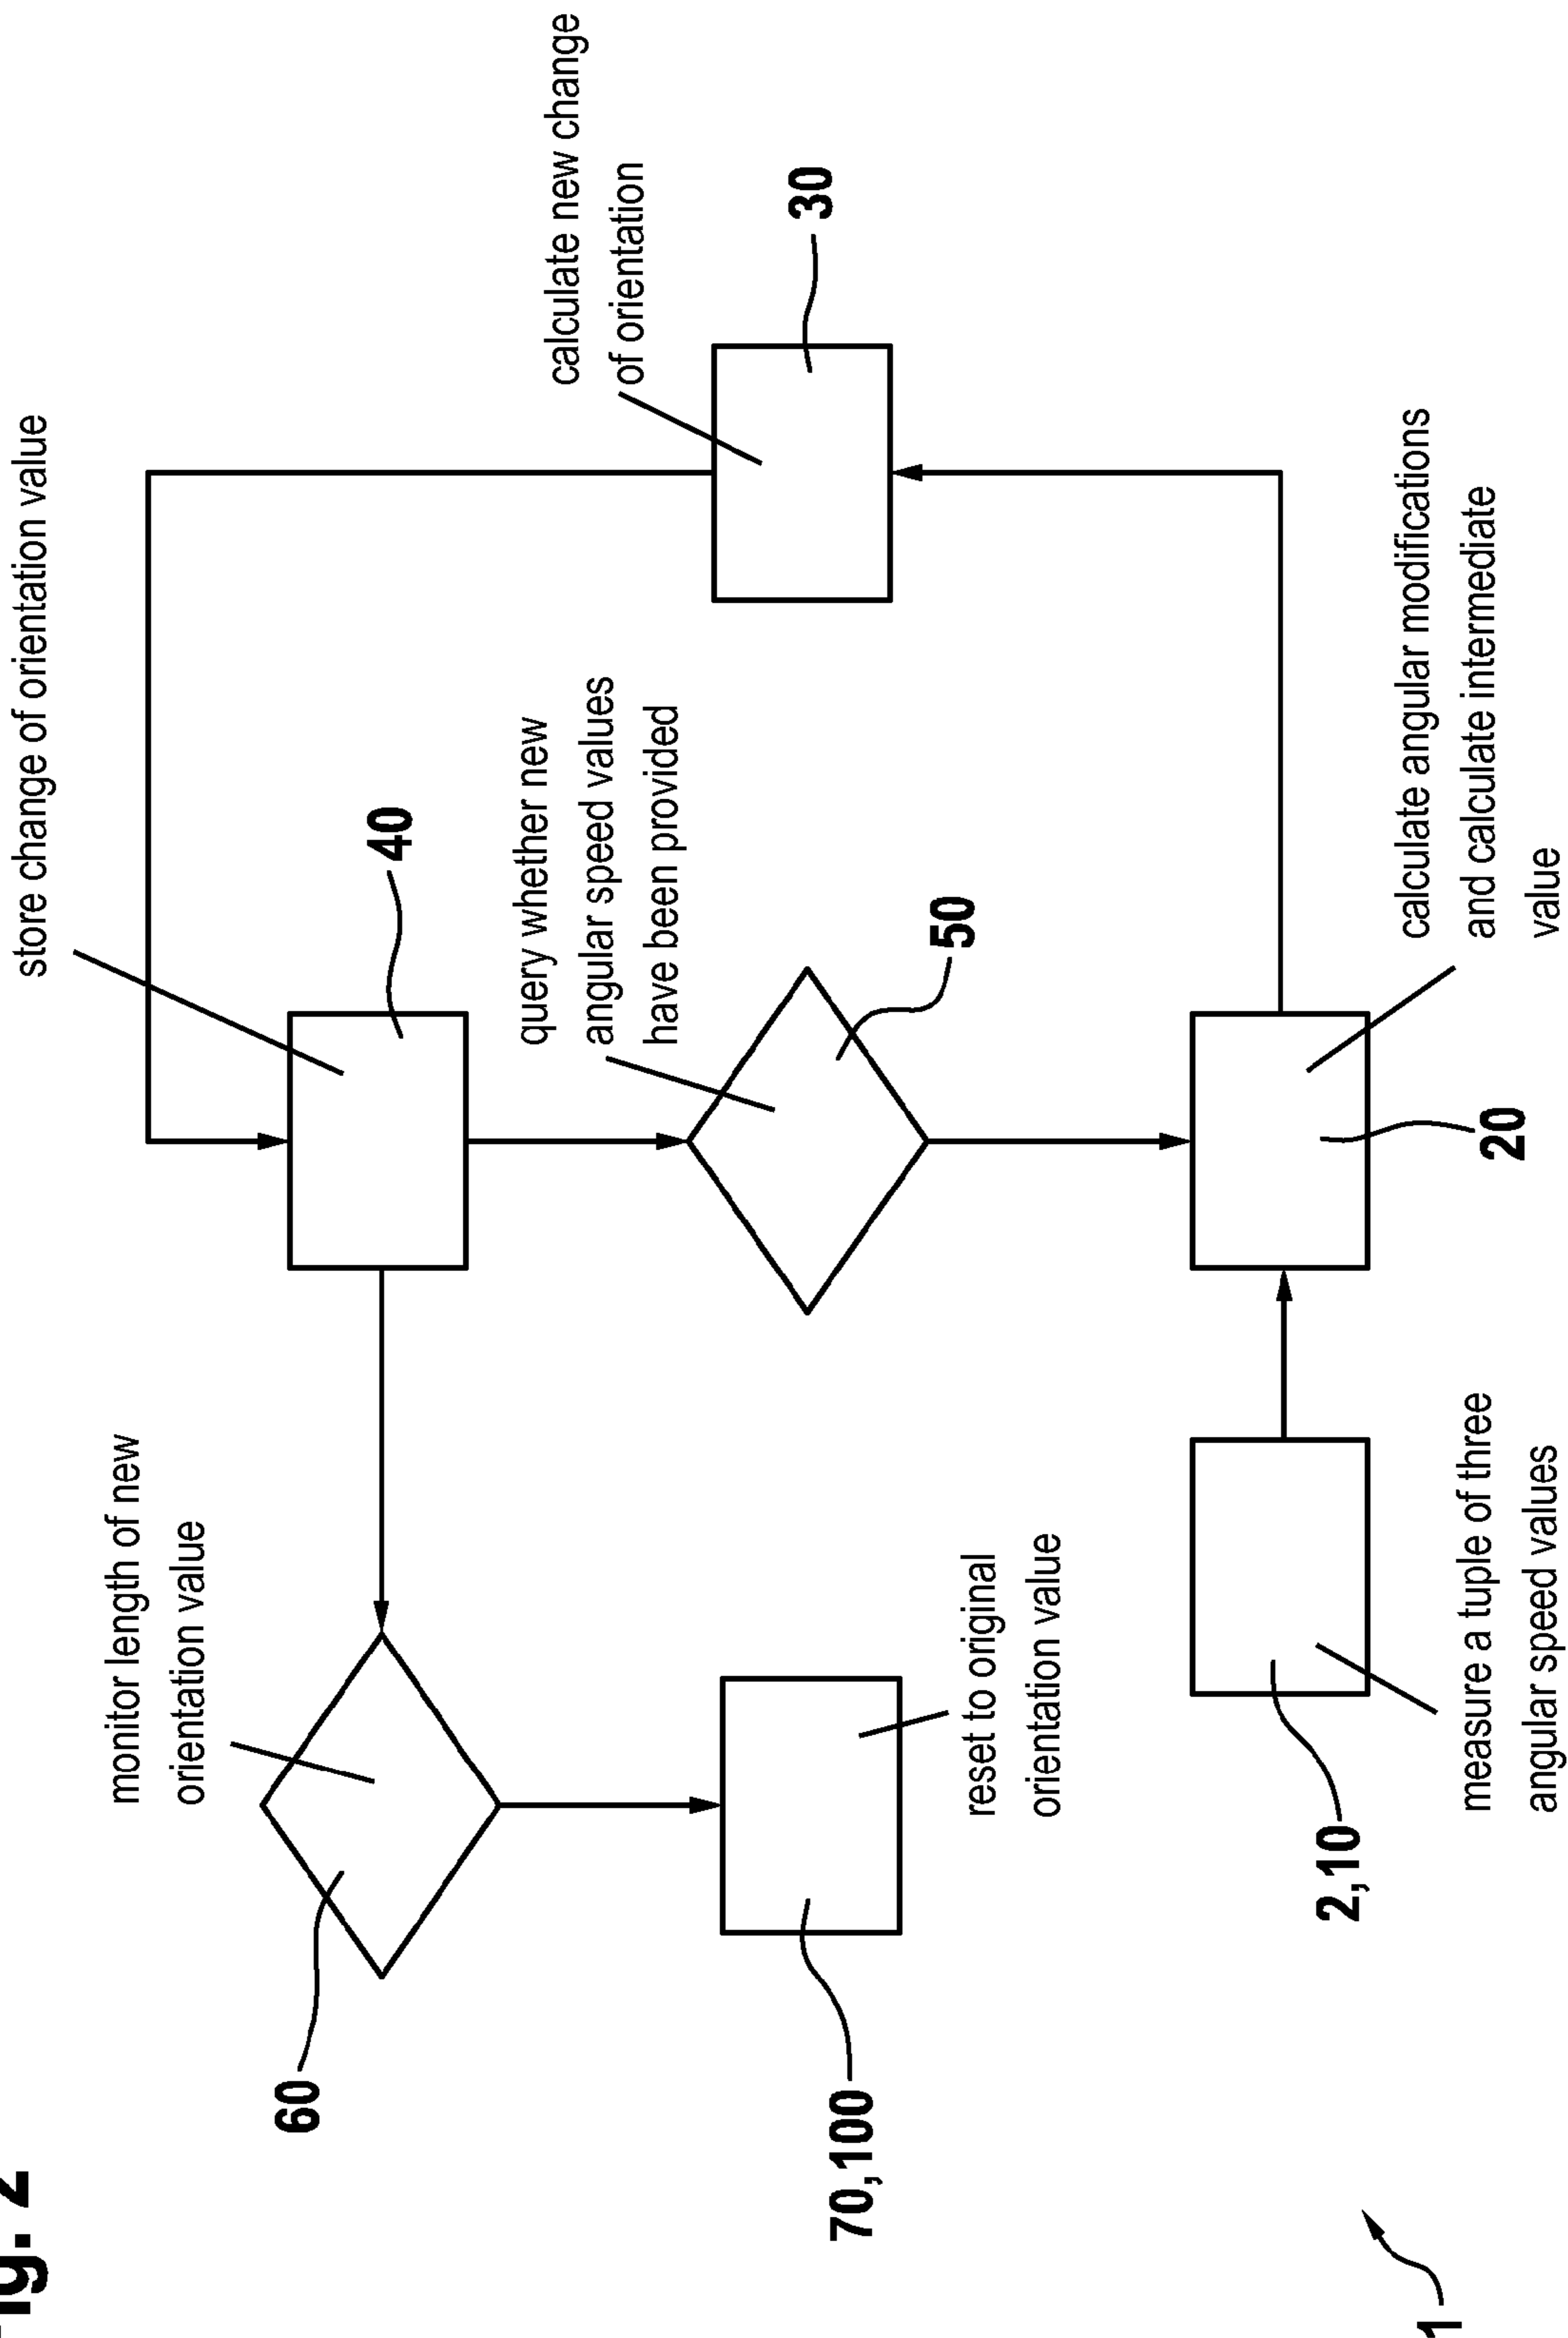 Fig. 2
store change of orientation value
40
monitor length of new
orientation value
60
calculate new change
of orientation
30
query whether new
angular speed values
have been provided
50
70,100
reset to original
orientation value
2,10
measure a tuple of three
angular speed values
20
calculate angular modifications
and calculate intermediate
value
1